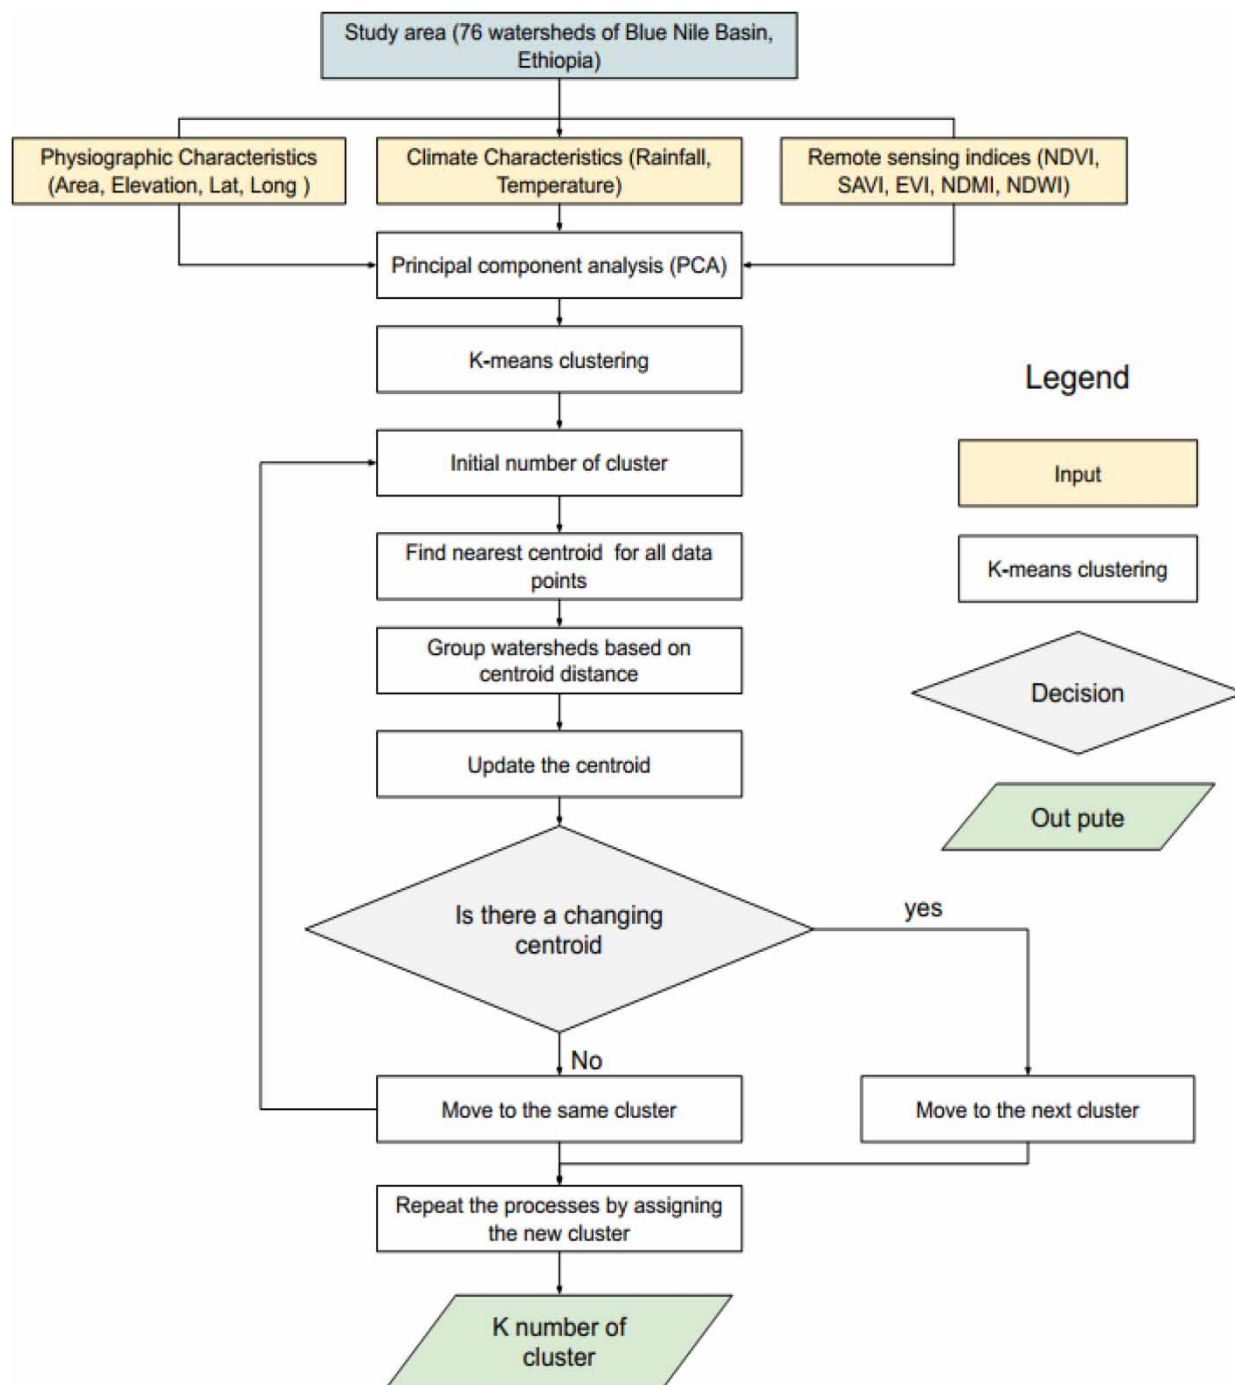 Study area (76 watersheds of Blue Nile Basin,
Ethiopia)
Physiographic Characteristics
(Area, Elevation, Lat, Long )
Climate Characteristics (Rainfall,
Temperature)
Remote sensing indices (NDVI,
SAVI, EVI, NDMI, NDWI)
Principal component analysis (PCA)
K-means clustering
Initial number of cluster
Find nearest centroid for all data
points
Group watersheds based on
centroid distance
Update the centroid
Is there a changing
centroid
yes
No
Move to the same cluster
Move to the next cluster
Repeat the processes by assigning
the new cluster
K number of
cluster
Legend
Input
K-means clustering
Decision
Out pute